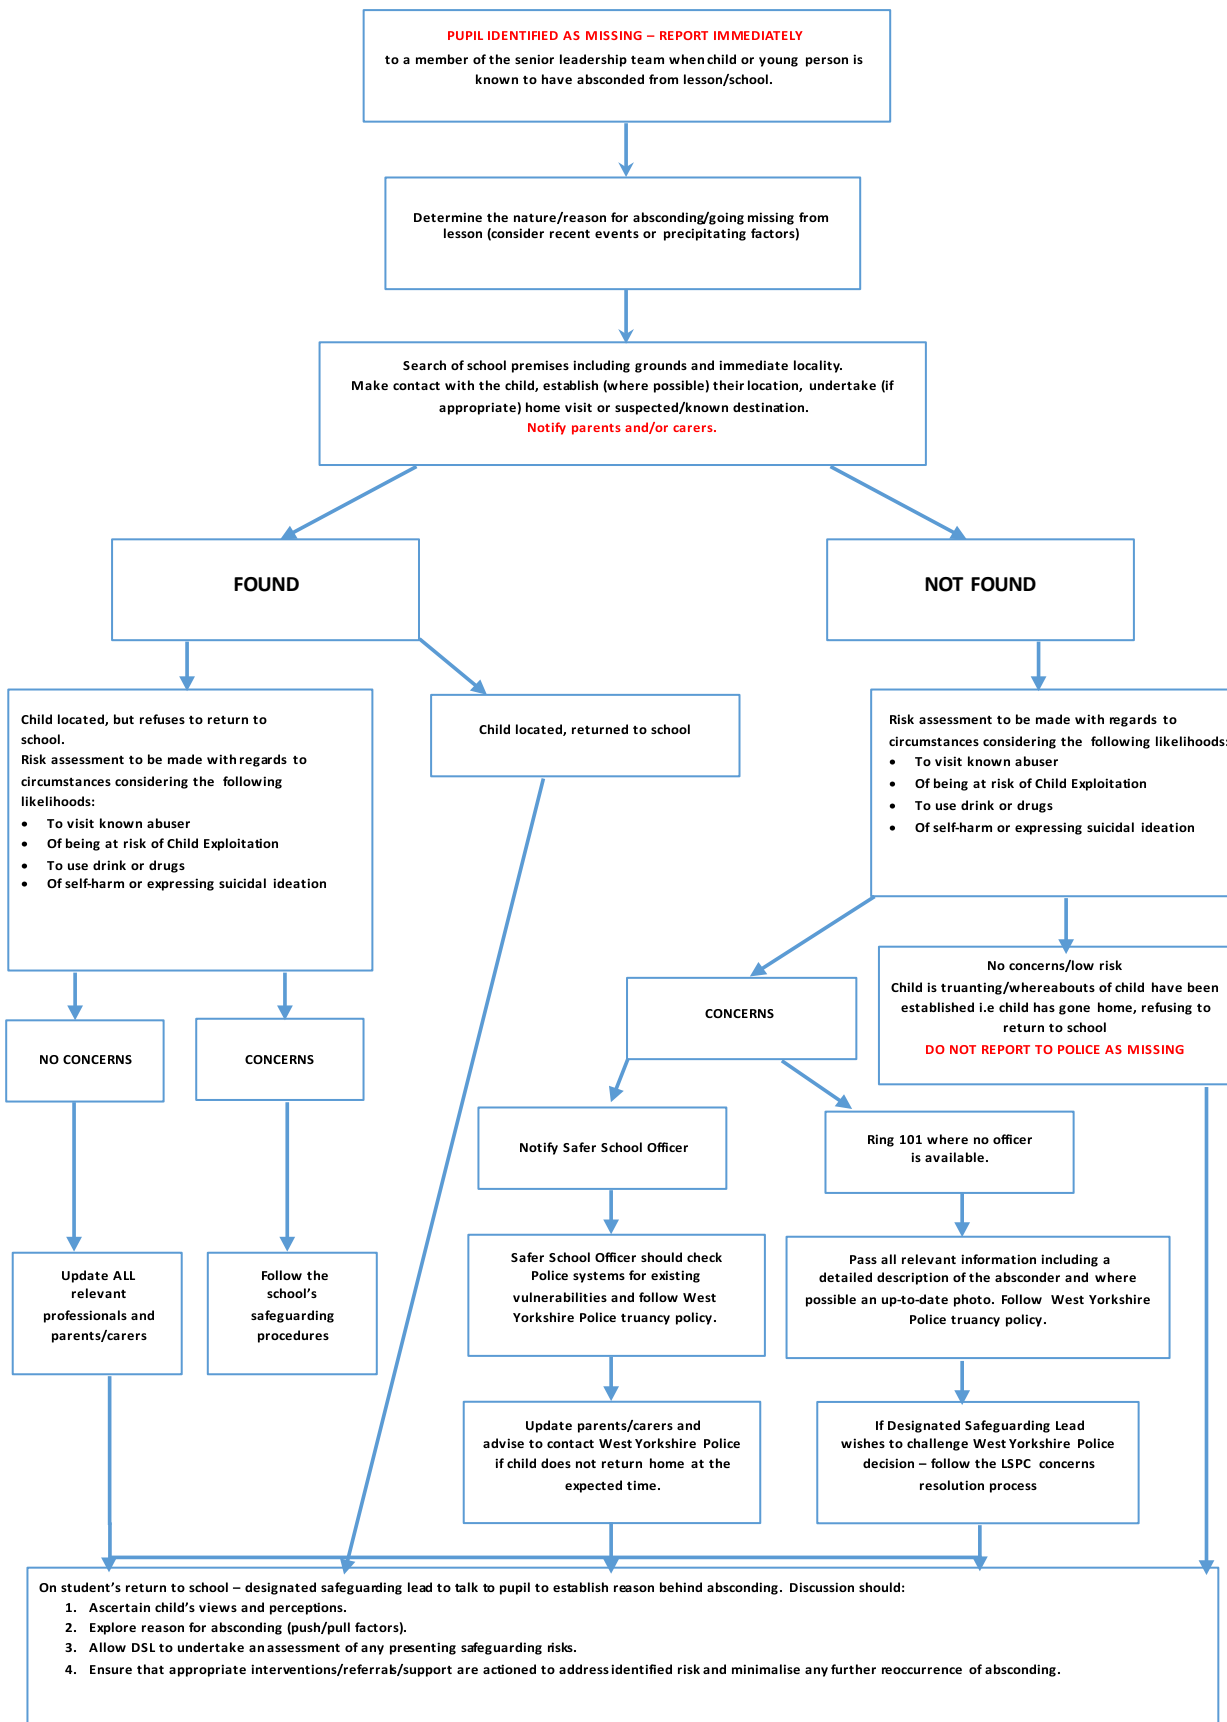 PUPIL IDENTIFIED AS MISSING – REPORT IMMEDIATELY
to a member of the senior leadership team when child or young person is
known to have absconded from lesson/school.
Determine the nature/reason for absconding/going missing from
lesson (consider recent events or precipitating factors)
Search of school premises including grounds and immediate locality.
Make contact with the child, establish (where possible) their location, undertake (if
appropriate) home visit or suspected/known destination.
Notify parents and/or carers.
FOUND
NOT FOUND
Child located, but refuses to return to
school.
Risk assessment to be made with regards to
circumstances considering the following
likelihoods:
• To visit known abuser
• Of being at risk of Child Exploitation
• To use drink or drugs
• Of self-harm or expressing suicidal ideation
Child located, returned to school
Risk assessment to be made with regards to
circumstances considering the following likelihoods:
• To visit known abuser
• Of being at risk of Child Exploitation
• To use drink or drugs
• Of self-harm or expressing suicidal ideation
NO CONCERNS
CONCERNS
CONCERNS
No concerns/low risk
Child is truanting/whereabouts of child have been
established i.e child has gone home, refusing to
return to school
DO NOT REPORT TO POLICE AS MISSING
Notify Safer School Officer
Ring 101 where no officer
is available.
Update ALL
relevant
professionals and
parents/carers
Follow the
school’s
safeguarding
procedures
Safer School Officer should check
Police systems for existing
vulnerabilities and follow West
Yorkshire Police truancy policy.
Pass all relevant information including a
detailed description of the absconder and where
possible an up-to-date photo. Follow West Yorkshire
Police truancy policy.
Update parents/carers and
advise to contact West Yorkshire Police
if child does not return home at the
expected time.
If Designated Safeguarding Lead
wishes to challenge West Yorkshire Police
decision – follow the LSPC concerns
resolution process
On student’s return to school – designated safeguarding lead to talk to pupil to establish reason behind absconding. Discussion should:
1. Ascertain child’s views and perceptions.
2. Explore reason for absconding (push/pull factors).
3. Allow DSL to undertake an assessment of any presenting safeguarding risks.
4. Ensure that appropriate interventions/referrals/support are actioned to address identified risk and minimalise any further reoccurrence of absconding.